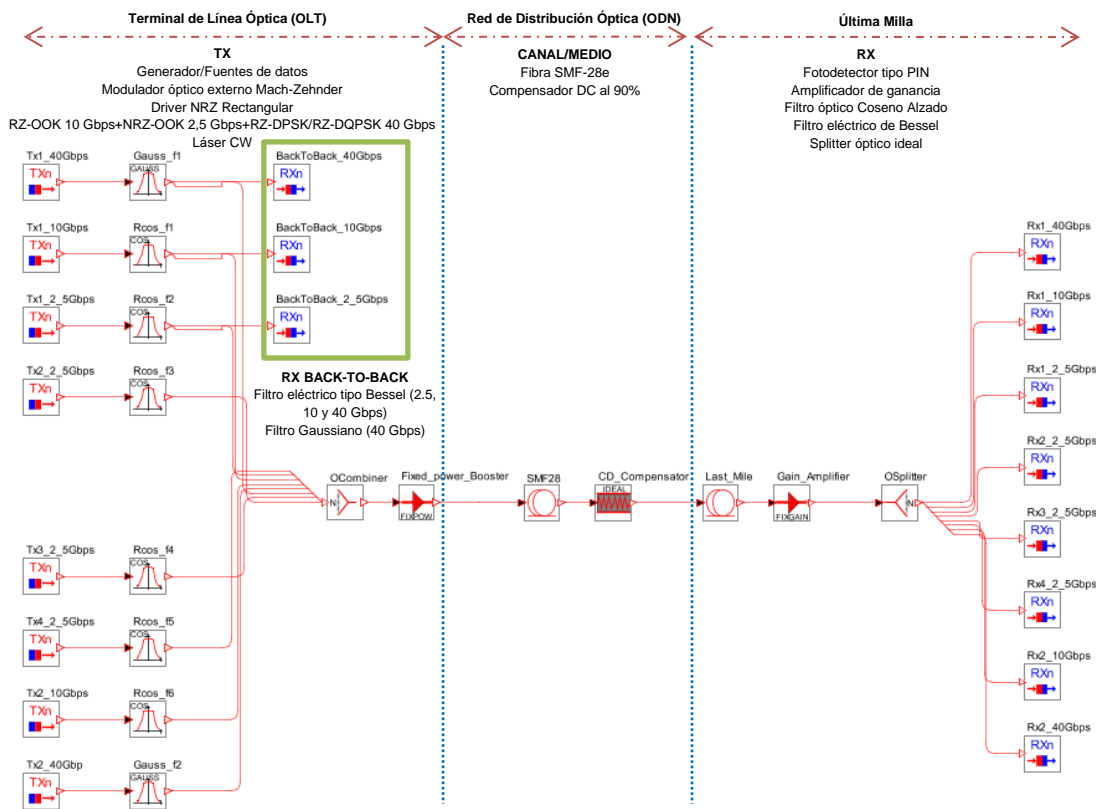 Terminal de Línea Óptica (OLT)
Red de Distribución Óptica (ODN)
Última Milla
TX
Generador/Fuentes de datos
Modulador óptico externo Mach-Zehnder
Driver NRZ Rectangular
RZ-OOK 10 Gbps+NRZ-OOK 2,5 Gbps+RZ-DPSK/RZ-DQPSK 40 Gbps
Láser CW
CANAL/MEDIO
Fibra SMF-28e
Compensador DC al 90%
RX
Fotodetector tipo PIN
Amplificador de ganancia
Filtro óptico Coseno Alzado
Filtro eléctrico de Bessel
Splitter óptico ideal
Tx1_40Gbps
TXn
Gauss_f1
GAUSS
BackToBack_40Gbps
RXn
Tx1_10Gbps
TXn
Rcos_f1
COS
BackToBack_10Gbps
RXn
Tx1_2_5Gbps
TXn
Rcos_f2
COS
BackToBack_2_5Gbps
RXn
Tx2_2_5Gbps
TXn
Rcos_f3
COS
RX BACK-TO-BACK
Filtro eléctrico tipo Bessel (2.5,
10 y 40 Gbps)
Filtro Gaussiano (40 Gbps)
OCombiner
N
Fixed_power_Booster
FIXPOW
SMF28
CD_Compensator
IDEAL
Last_Mile
Gain_Amplifier
FIXGAIN
OSplitter
N
Tx3_2_5Gbps
TXn
Rcos_f4
COS
Tx4_2_5Gbps
TXn
Rcos_f5
COS
Tx2_10Gbps
TXn
Rcos_f6
COS
Tx2_40Gbp
TXn
Gauss_f2
GAUSS
Rx1_40Gbps
RXn
Rx1_10Gbps
RXn
Rx1_2_5Gbps
RXn
Rx2_2_5Gbps
RXn
Rx3_2_5Gbps
RXn
Rx4_2_5Gbps
RXn
Rx2_10Gbps
RXn
Rx2_40Gbps
RXn